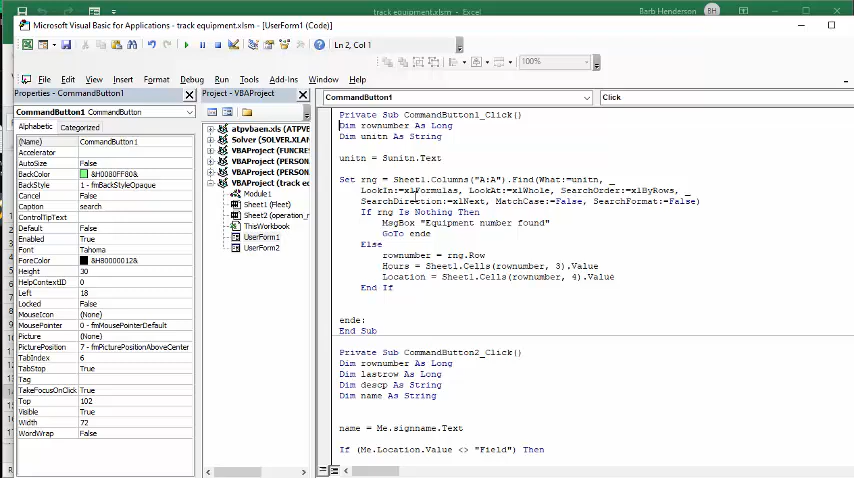 track equipment.xlsm - Excel
Barb Henderson
BH
Microsoft Visual Basic for Applications - track equipment.xlsm - [UserForm1 (Code)]
Ln 2, Col 1
100%
File Edit View Insert Format Debug Run Tools Add-Ins Window Help
Properties - CommandButton1
CommandButton1 CommandButton
Alphabetic Categorized
(Name) CommandButton1
Accelerator
AutoSize False
BackColor &H0080FF80&
BackStyle 1 - fmBackStyleOpaque
Cancel False
Caption search
ControlTipText
Default False
Enabled True
Font Tahoma
ForeColor &H80000012&
Height 30
HelpContextID 0
Left 18
Locked False
MouseIcon (None)
MousePointer 0 - fmMousePointerDefault
Picture (None)
PicturePosition 7 - fmPicturePositionAboveCenter
TabIndex 6
TabStop True
Tag
TakeFocusOnClick True
Top 102
Visible True
Width 72
WordWrap False
Project - VBAProject
atpvbaen.xls (ATPV
Solver (SOLVER.XLA
VBAProject (FUNCRE
VBAProject (PERSON
VBAProject (PERSON
VBAProject (track e
Module1
Sheet1 (Fleet)
Sheet2 (operation_r
ThisWorkbook
UserForm1
UserForm2
CommandButton1
Click
Private Sub CommandButton1_Click()
Dim rownumber As Long
Dim unitn As String
unitn = Sunitn.Text
Set rng = Sheet1.Columns("A:A").Find(What:=unitn, _
LookIn:=xlFormulas, LookAt:=xlWhole, SearchOrder:=xlByRows, _
SearchDirection:=xlNext, MatchCase:=False, SearchFormat:=False)
If rng Is Nothing Then
MsgBox "Equipment number found"
GoTo ende
Else
rownumber = rng.Row
Hours = Sheet1.Cells(rownumber, 3).Value
Location = Sheet1.Cells(rownumber, 4).Value
End If
ende:
End Sub
Private Sub CommandButton2_Click()
Dim rownumber As Long
Dim lastrow As Long
Dim descp As String
Dim name As String
name = Me.signname.Text
If (Me.Location.Value <> "Field") Then